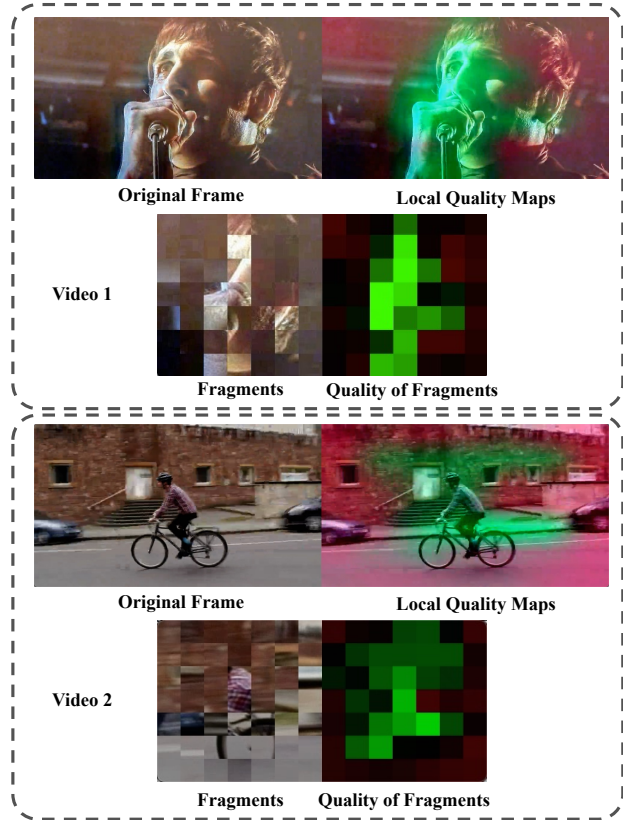 Original Frame
Local Quality Maps
Video 1
Fragments
Quality of Fragments
Original Frame
Local Quality Maps
Video 2
Fragments
Quality of Fragments